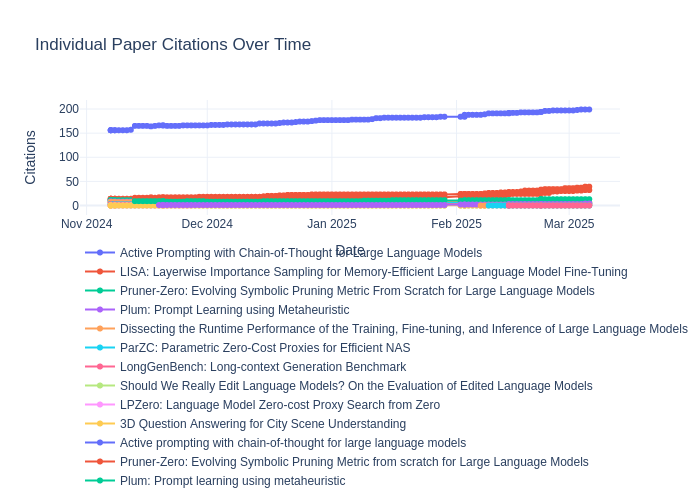 Individual Paper Citations Over Time
Citations
200
150
100
50
0
Nov 2024 Dec 2024 Jan 2025 Feb 2025 Mar 2025
Date
Active Prompting with Chain-of-Thought for Large Language Models
LISA: Layerwise Importance Sampling for Memory-Efficient Large Language Model Fine-Tuning
Pruner-Zero: Evolving Symbolic Pruning Metric From Scratch for Large Language Models
Plum: Prompt Learning using Metaheuristic
Dissecting the Runtime Performance of the Training, Fine-tuning, and Inference of Large Language Models
ParZC: Parametric Zero-Cost Proxies for Efficient NAS
LongGenBench: Long-context Generation Benchmark
Should We Really Edit Language Models? On the Evaluation of Edited Language Models
LPZero: Language Model Zero-cost Proxy Search from Zero
3D Question Answering for City Scene Understanding
Active prompting with chain-of-thought for large language models
Pruner-Zero: Evolving Symbolic Pruning Metric from scratch for Large Language Models
Plum: Prompt learning using metaheuristic